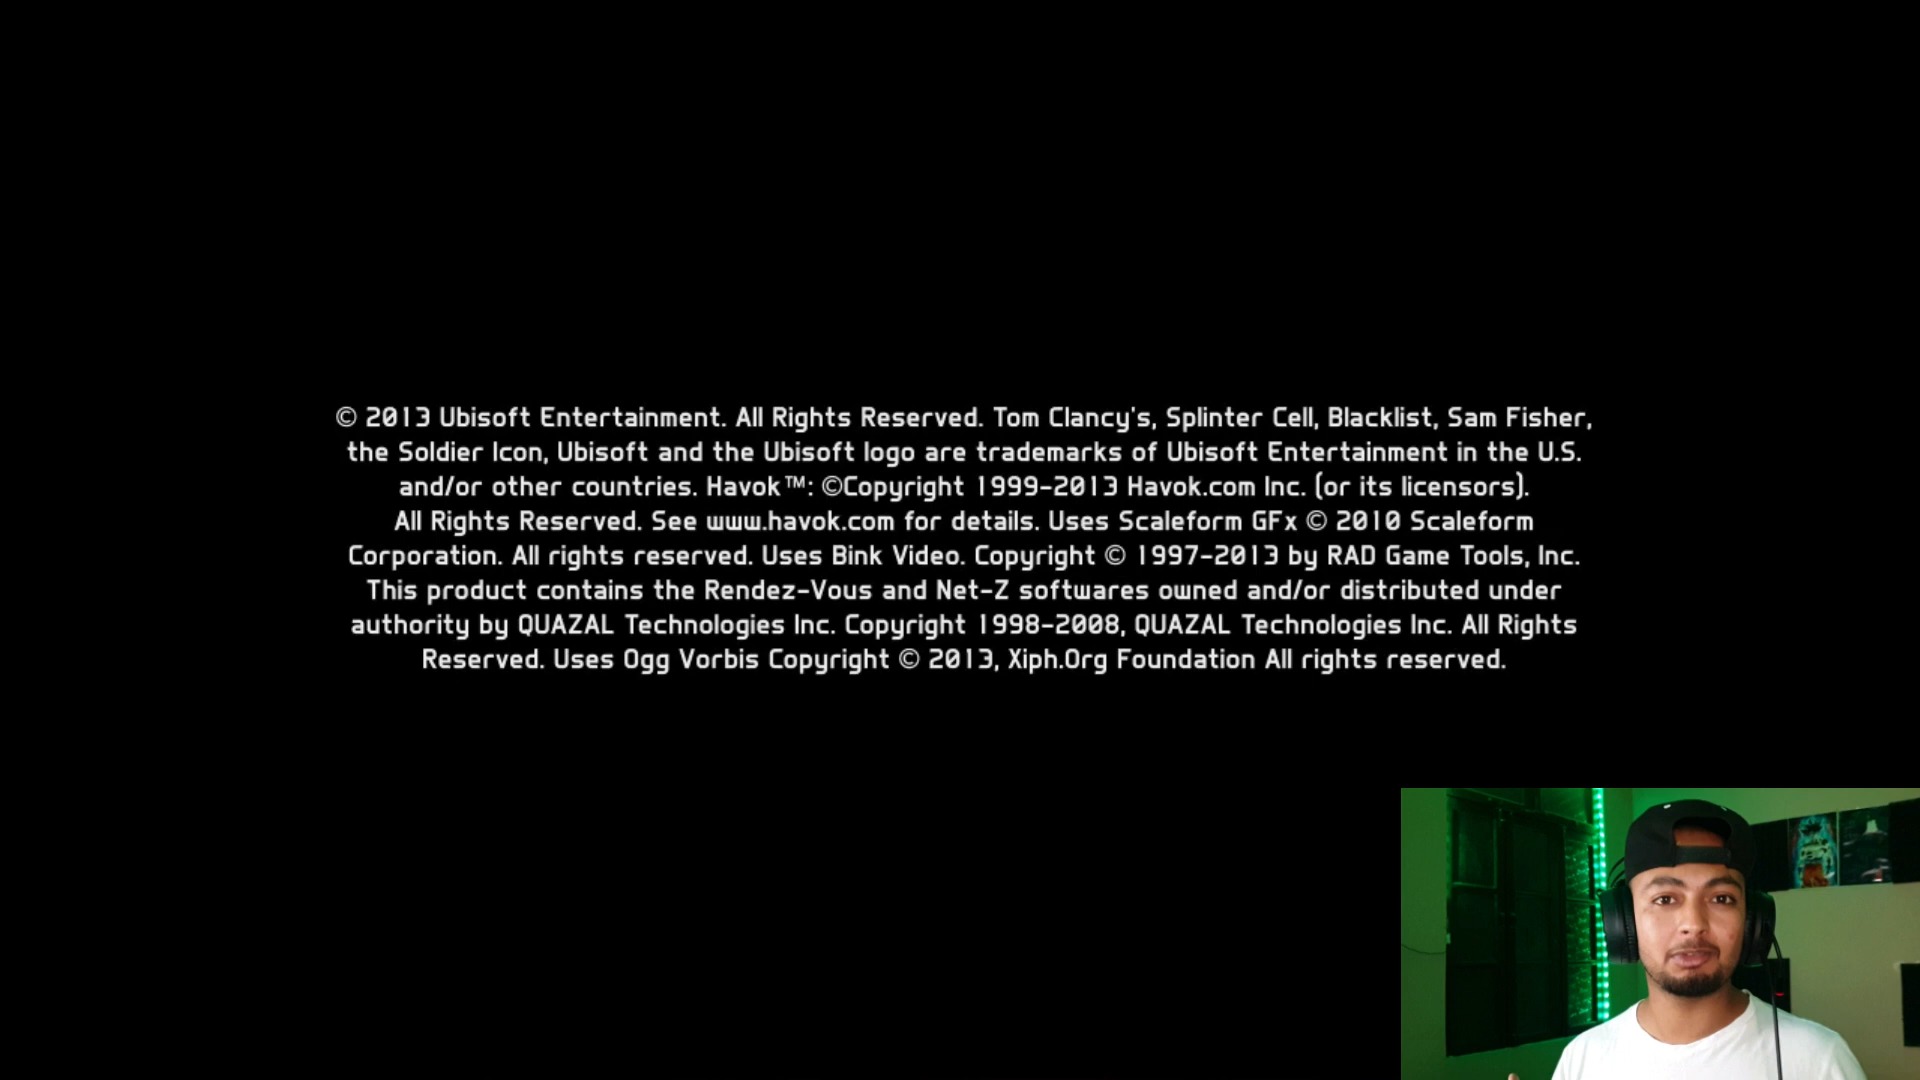 © 2013 Ubisoft Entertainment. All Rights Reserved. Tom Clancy's, Splinter Cell, Blacklist, Sam Fisher,
the Soldier Icon, Ubisoft and the Ubisoft logo are trademarks of Ubisoft Entertainment in the U.S.
and/or other countries. Havok™: ©Copyright 1999-2013 Havok.com Inc. (or its licensors).
All Rights Reserved. See www.havok.com for details. Uses Scaleform GFx © 2010 Scaleform
Corporation. All rights reserved. Uses Bink Video. Copyright © 1997-2013 by RAD Game Tools, Inc.
This product contains the Rendez-Vous and Net-Z softwares owned and/or distributed under
authority by QUAZAL Technologies Inc. Copyright 1998-2008, QUAZAL Technologies Inc. All Rights
Reserved. Uses Ogg Vorbis Copyright © 2013, Xiph.Org Foundation All rights reserved.